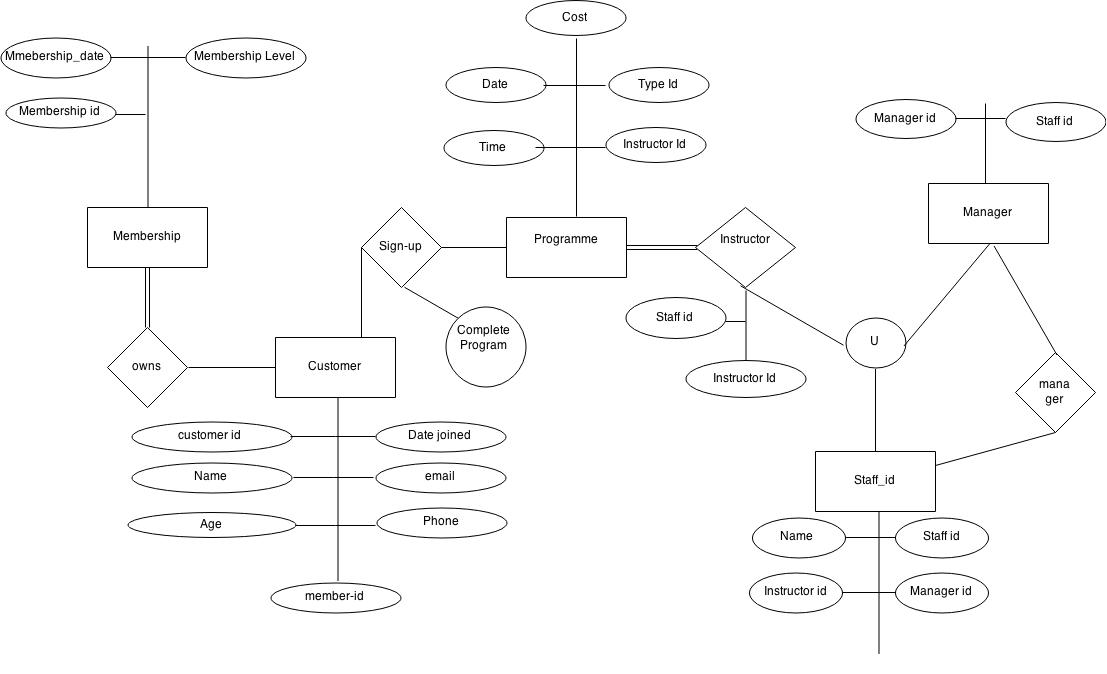 Cost
Mmebership_date
Membership Level
Date
Type Id
Membership id
Manager id
Staff id
Time
Instructor Id
Membership
Sign-up
Programme
Instructor
Manager
Complete
Program
Staff id
U
owns
Customer
Instructor Id
mana
ger
customer id
Date joined
Name
email
Staff_id
Age
Phone
Name
Staff id
member-id
Instructor id
Manager id